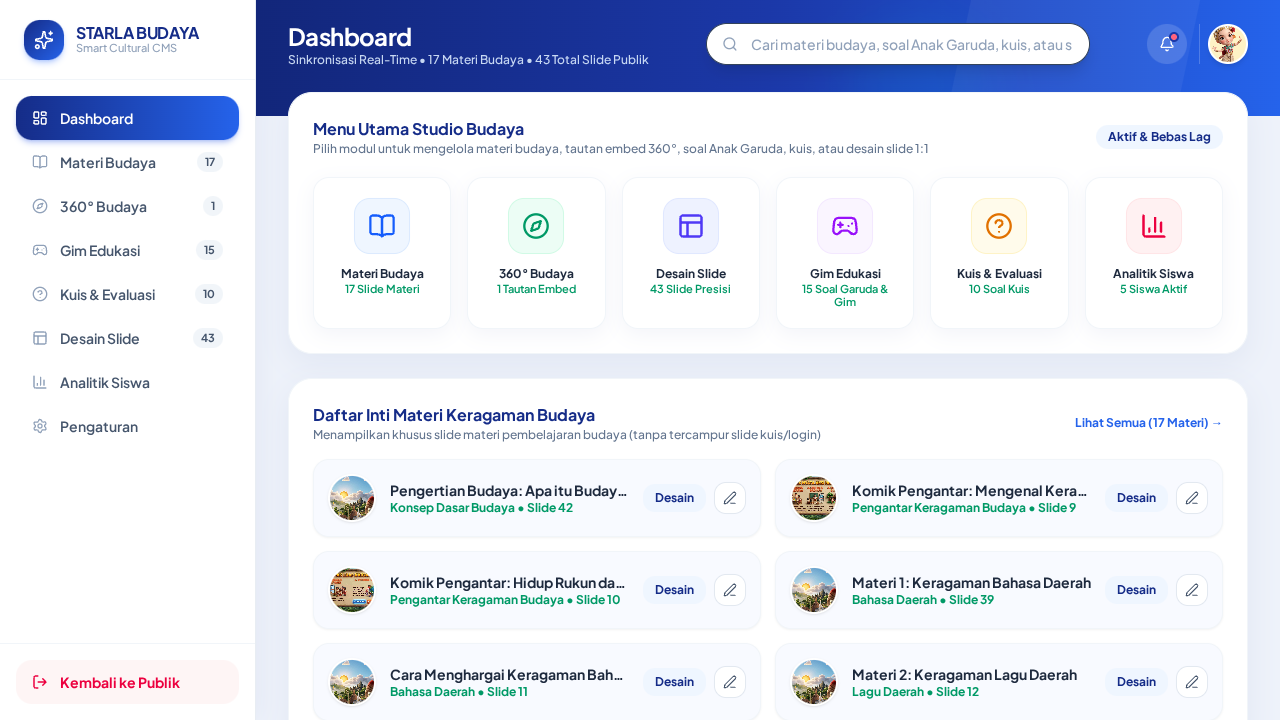 STARLA BUDAYA
Smart Cultural CMS
Dashboard
Materi Budaya 17
360° Budaya 1
Gim Edukasi 15
Kuis & Evaluasi 10
Desain Slide 43
Analitik Siswa
Pengaturan
Kembali ke Publik
Dashboard
Sinkronisasi Real-Time • 17 Materi Budaya • 43 Total Slide Publik
Cari materi budaya, soal Anak Garuda, kuis, atau s
Menu Utama Studio Budaya
Pilih modul untuk mengelola materi budaya, tautan embed 360°, soal Anak Garuda, kuis, atau desain slide 1:1
Aktif & Bebas Lag
Materi Budaya
17 Slide Materi
360° Budaya
1 Tautan Embed
Desain Slide
43 Slide Presisi
Gim Edukasi
15 Soal Garuda &
Gim
Kuis & Evaluasi
10 Soal Kuis
Analitik Siswa
5 Siswa Aktif
Daftar Inti Materi Keragaman Budaya
Menampilkan khusus slide materi pembelajaran budaya (tanpa tercampur slide kuis/login)
Lihat Semua (17 Materi) →
Pengertian Budaya: Apa itu Buday...
Konsep Dasar Budaya • Slide 42
Desain
Komik Pengantar: Mengenal Kera...
Pengantar Keragaman Budaya • Slide 9
Desain
Komik Pengantar: Hidup Rukun da...
Pengantar Keragaman Budaya • Slide 10
Desain
Materi 1: Keragaman Bahasa Daerah
Bahasa Daerah • Slide 39
Desain
Cara Menghargai Keragaman Bah...
Bahasa Daerah • Slide 11
Desain
Materi 2: Keragaman Lagu Daerah
Lagu Daerah • Slide 12
Desain